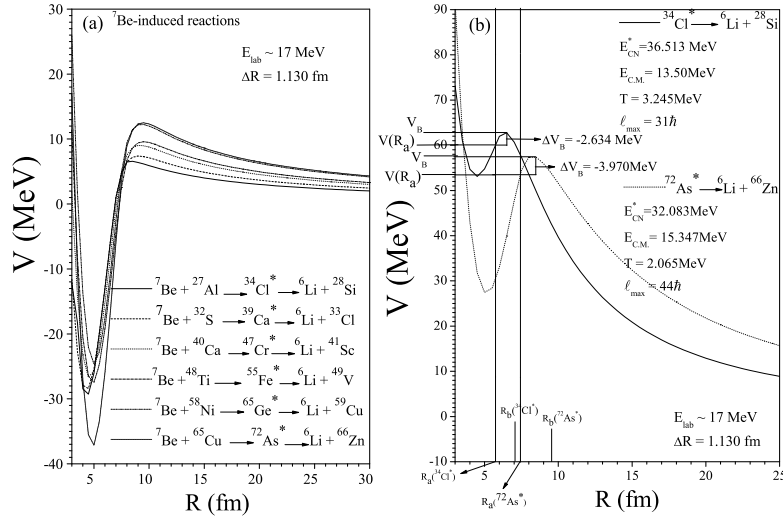 (a)
⁷Be-induced reactions
E_lab ~ 17 MeV
ΔR = 1.130 fm
40
30
20
10
0
-10
-20
-30
-40
V (MeV)
⁷Be + ²⁷Al → ³⁴Cl* → ⁶Li + ²⁸Si
⁷Be + ³²S → ³⁹Ca* → ⁶Li + ³³Cl
⁷Be + ⁴⁰Ca → ⁴⁷Cr* → ⁶Li + ⁴¹Sc
⁷Be + ⁴⁸Ti → ⁵⁵Fe* → ⁶Li + ⁴⁹V
⁷Be + ⁵⁸Ni → ⁶⁵Ge* → ⁶Li + ⁵⁹Cu
⁷Be + ⁶⁵Cu → ⁷²As* → ⁶Li + ⁶⁶Zn
5 10 15 20 25 30
R (fm)
(b)
³⁴Cl* → ⁶Li + ²⁸Si
E*_CN=36.513 MeV
E_C.M.= 13.50MeV
T = 3.245MeV
ℓ_max = 31ħ
90
80
70
60
50
40
30
20
10
0
-10
V (MeV)
V_B
V(R_a)
V_B
V(R_a)
ΔV_B = -2.634 MeV
ΔV_B = -3.970 MeV
⁷²As* → ⁶Li + ⁶⁶Zn
E*_CN=32.083MeV
E_C.M.= 15.347MeV
T = 2.065MeV
ℓ_max = 44ħ
R_b(³⁴Cl*)
R_b(⁷²As*)
E_lab ~ 17 MeV
ΔR = 1.130 fm
R_a(³⁴Cl*)
R_a(⁷²As*)
5 10 15 20 25
R (fm)